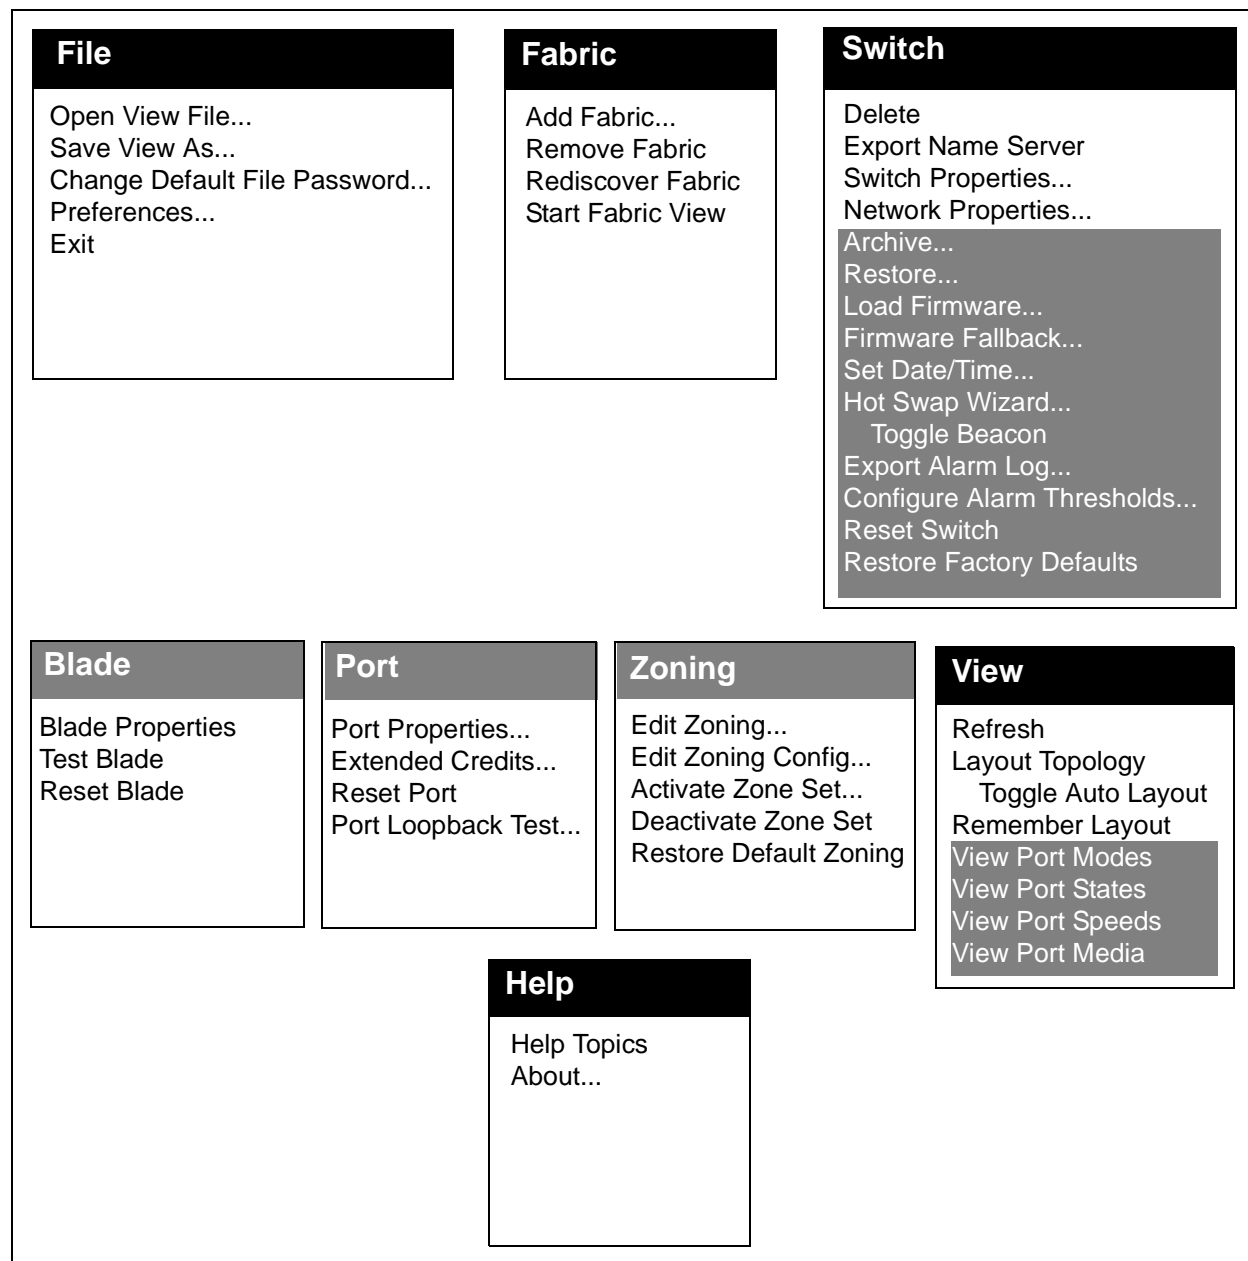 File
Open View File...
Save View As...
Change Default File Password...
Preferences...
Exit
Fabric
Add Fabric...
Remove Fabric
Rediscover Fabric
Start Fabric View
Switch
Delete
Export Name Server
Switch Properties...
Network Properties...
Archive...
Restore...
Load Firmware...
Firmware Fallback...
Set Date/Time...
Hot Swap Wizard...
Toggle Beacon
Export Alarm Log...
Configure Alarm Thresholds...
Reset Switch
Restore Factory Defaults
Blade
Blade Properties
Test Blade
Reset Blade
Port
Port Properties...
Extended Credits...
Reset Port
Port Loopback Test...
Zoning
Edit Zoning...
Edit Zoning Config...
Activate Zone Set...
Deactivate Zone Set
Restore Default Zoning
View
Refresh
Layout Topology
Toggle Auto Layout
Remember Layout
View Port Modes
View Port States
View Port Speeds
View Port Media
Help
Help Topics
About...